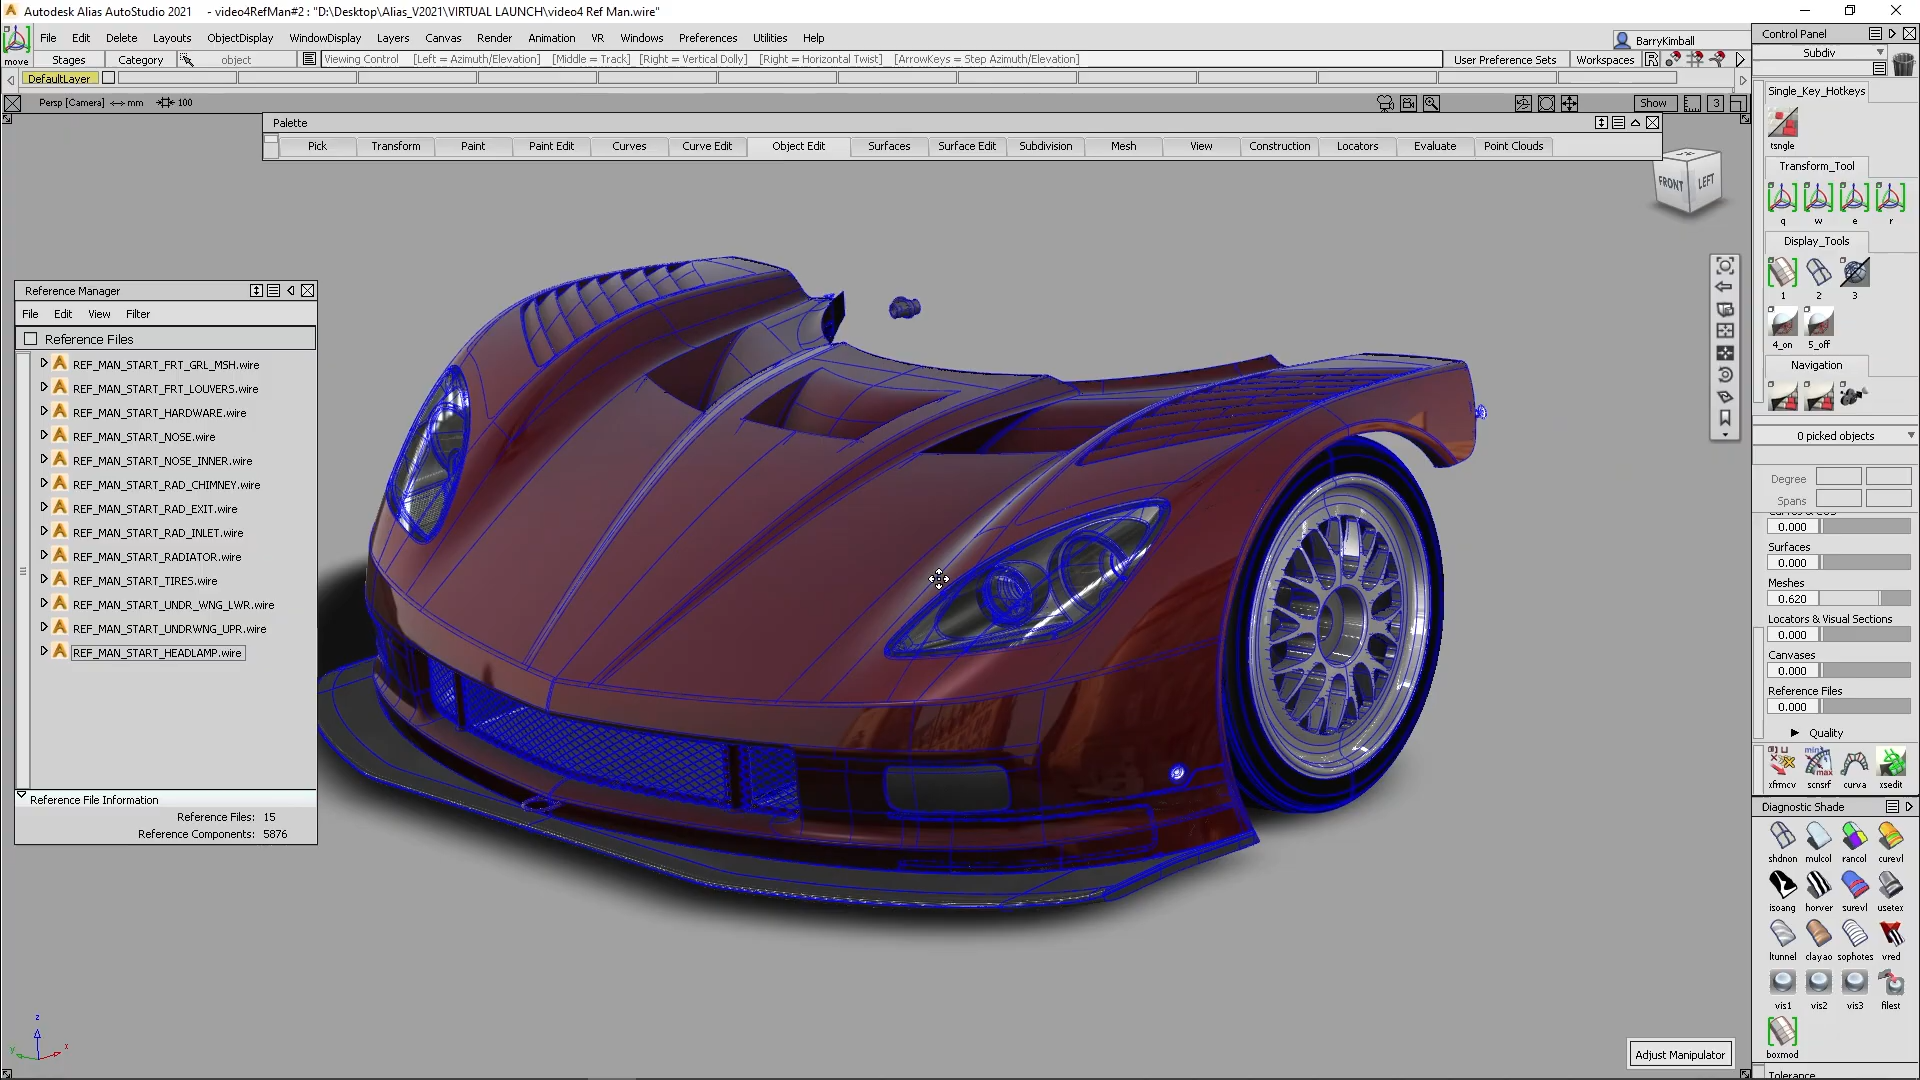 Autodesk Alias AutoStudio 2021 - video4RefMan#2 : "D:\Desktop\Alias_V2021\VIRTUAL LAUNCH\video4 Ref Man.wire"
File Edit Delete Layouts ObjectDisplay WindowDisplay Layers Canvas Render Animation VR Windows Preferences Utilities Help
BarryKimball
move Stages Category object Viewing Control [Left = Azimuth/Elevation] [Middle = Track] [Right = Vertical Dolly] [Right = Horizontal Twist] [ArrowKeys = Step Azimuth/Elevation] User Preference Sets Workspaces
DefaultLayer
Persp [Camera] mm 100 Show 3
Palette
Pick Transform Paint Paint Edit Curves Curve Edit Object Edit Surfaces Surface Edit Subdivision Mesh View Construction Locators Evaluate Point Clouds
FRONT LEFT
Reference Manager
File Edit View Filter
Reference Files
REF_MAN_START_FRT_GRL_MSH.wire
REF_MAN_START_FRT_LOUVERS.wire
REF_MAN_START_HARDWARE.wire
REF_MAN_START_NOSE.wire
REF_MAN_START_NOSE_INNER.wire
REF_MAN_START_RAD_CHIMNEY.wire
REF_MAN_START_RAD_EXIT.wire
REF_MAN_START_RAD_INLET.wire
REF_MAN_START_RADIATOR.wire
REF_MAN_START_TIRES.wire
REF_MAN_START_UNDR_WNG_LWR.wire
REF_MAN_START_UNDRWNG_UPR.wire
REF_MAN_START_HEADLAMP.wire
Reference File Information
Reference Files: 15
Reference Components: 5876
z
y x
Adjust Manipulator
Control Panel
Subdiv
Single_Key_Hotkeys
tsngle
Transform_Tool
q w e r
Display_Tools
1 2 3
4_on 5_off
Navigation
0 picked objects
Degree
Spans
0.000
Surfaces
0.000
Meshes
0.620
Locators & Visual Sections
0.000
Canvases
0.000
Reference Files
0.000
Quality
xfrmcv scnsrf curva xsedit
Diagnostic Shade
shdnon mulcol rancol curevl
isoang horver surevl usetex
ltunnel clayao sophotes vred
vis1 vis2 vis3 filest
boxmod
Tolerance